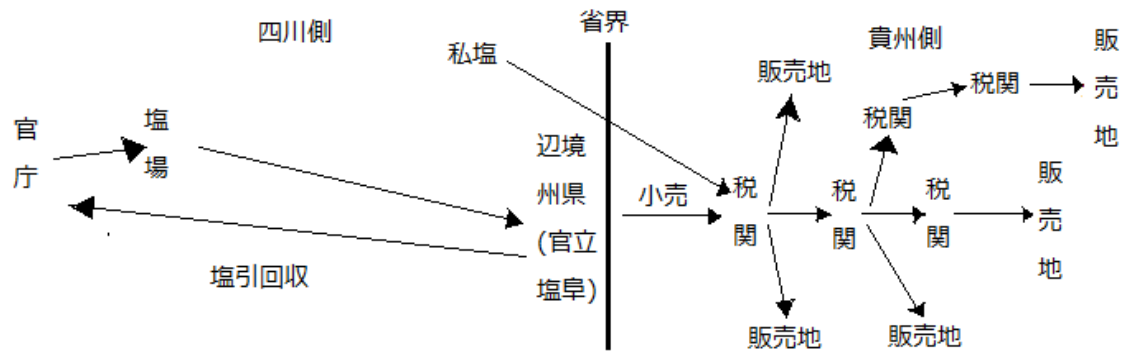 四川側
省界
貴州側
私塩
官庁
塩場
辺境
州県
(官立
塩阜)
塩引回収
小売
税関
販売地
販売地
税関
税関
税関
税関
販売地
販売地
販売地